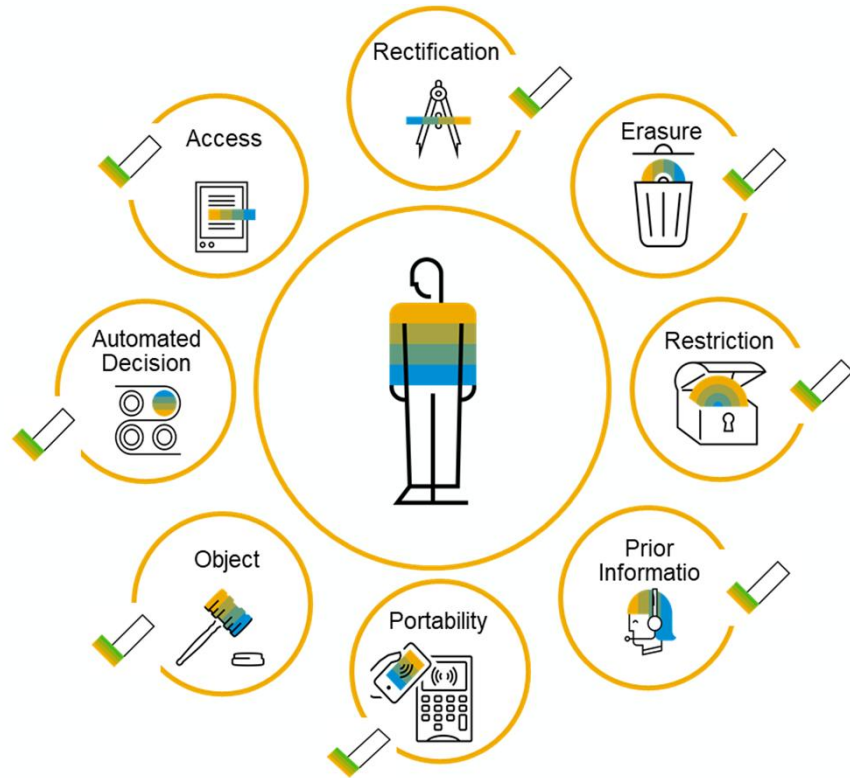 Rectification
Erasure
Restriction
Prior
Informatio
Portability
Object
Automated
Decision
Access